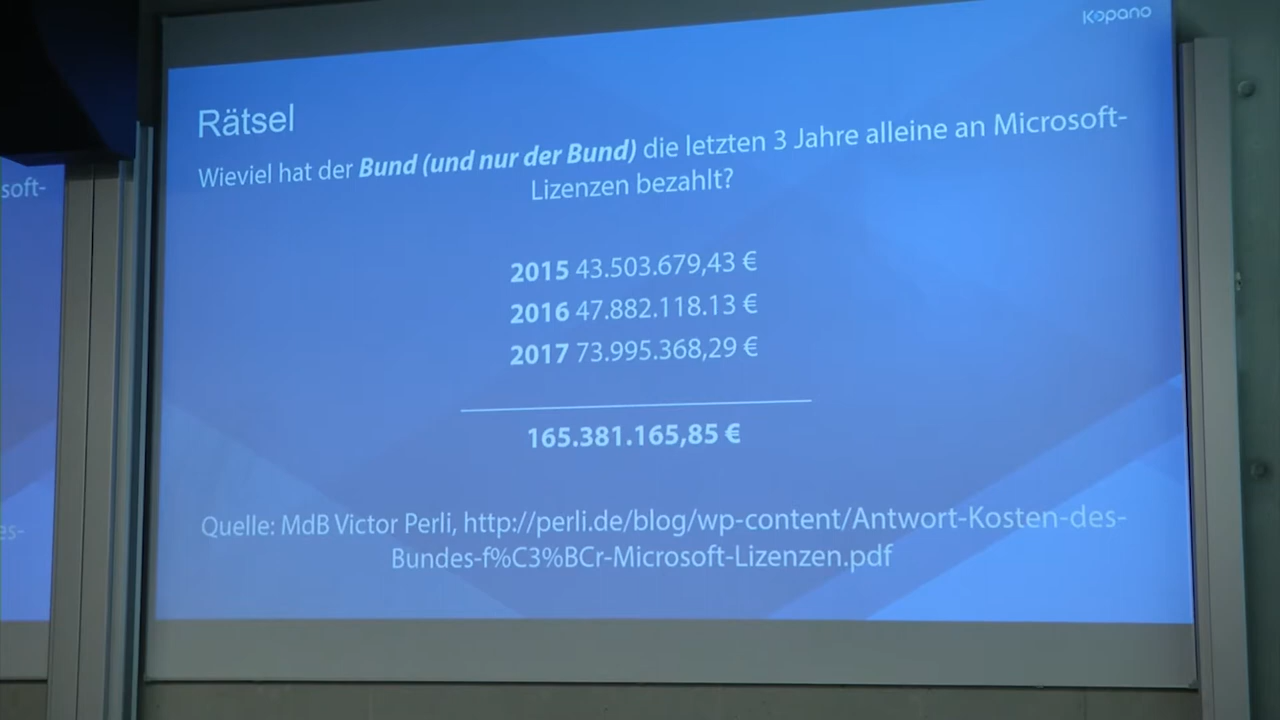 Kopano
Rätsel
Wieviel hat der Bund (und nur der Bund) die letzten 3 Jahre alleine an Microsoft-
Lizenzen bezahlt?
soft-
2015 43.503.679,43 €
2016 47.882.118.13 €
2017 73.995.368,29 €
165.381.165,85 €
Quelle: MdB Victor Perli, http://perli.de/blog/wp-content/Antwort-Kosten-des-
Bundes-f%C3%BCr-Microsoft-Lizenzen.pdf
es-